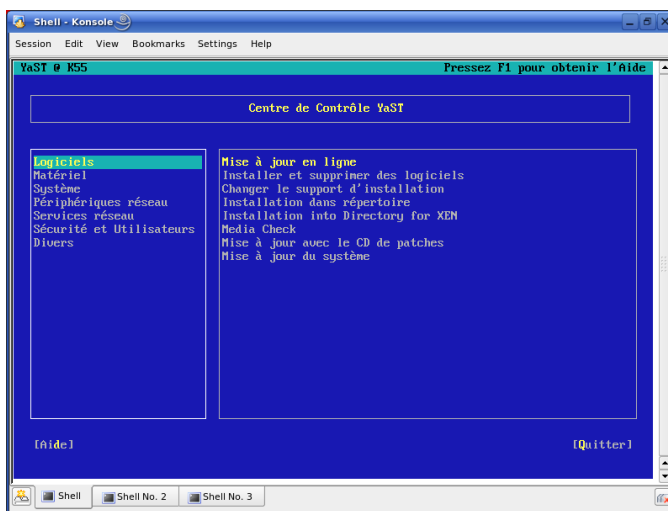 Shell - Konsole
Session Edit View Bookmarks Settings Help
YaST @ K55 Pressez F1 pour obtenir l'Aide
Centre de Contrôle YaST
Logiciels
Matériel
Système
Périphériques réseau
Services réseau
Sécurité et Utilisateurs
Divers
Mise à jour en ligne
Installer et supprimer des logiciels
Changer le support d'installation
Installation dans répertoire
Installation into Directory for XEN
Media Check
Mise à jour avec le CD de patches
Mise à jour du système
[Aide] [Quitter]
Shell Shell No. 2 Shell No. 3